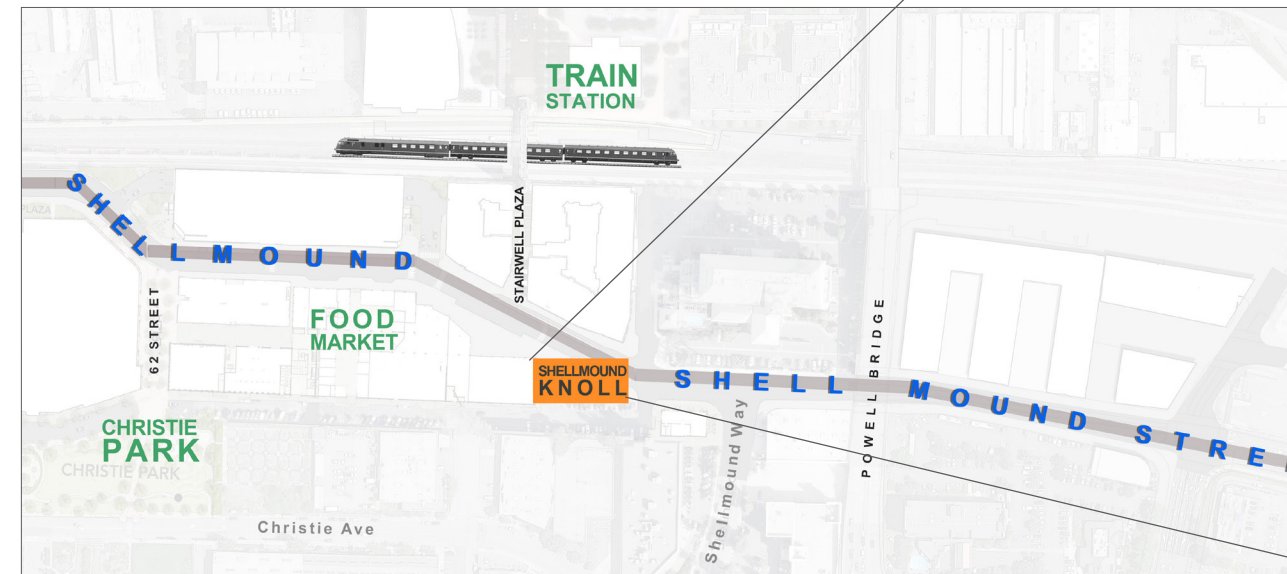 TRAIN
STATION
STAIRWELL PLAZA
PLAZA
SHELLMOUND
62 STREET
FOOD
MARKET
SHELLMOUND
KNOLL
SHELL MOUND STRE
POWELL BRIDGE
CHRISTIE
PARK
CHRISTIE PARK
Shellmound Way
Christie Ave